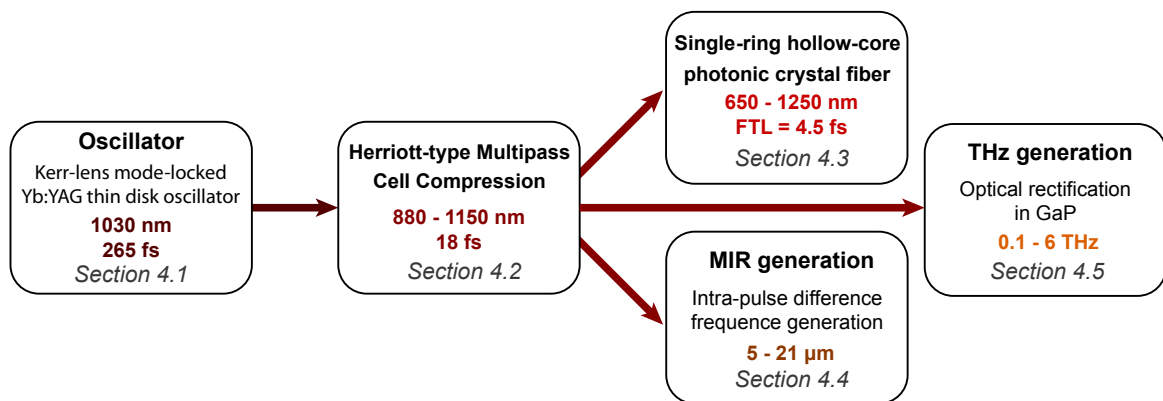 Oscillator
Kerr-lens mode-locked
Yb:YAG thin disk oscillator
1030 nm
265 fs
Section 4.1
Herriott-type Multipass
Cell Compression
880 - 1150 nm
18 fs
Section 4.2
Single-ring hollow-core
photonic crystal fiber
650 - 1250 nm
FTL = 4.5 fs
Section 4.3
MIR generation
Intra-pulse difference
frequence generation
5 - 21 µm
Section 4.4
THz generation
Optical rectification
in GaP
0.1 - 6 THz
Section 4.5